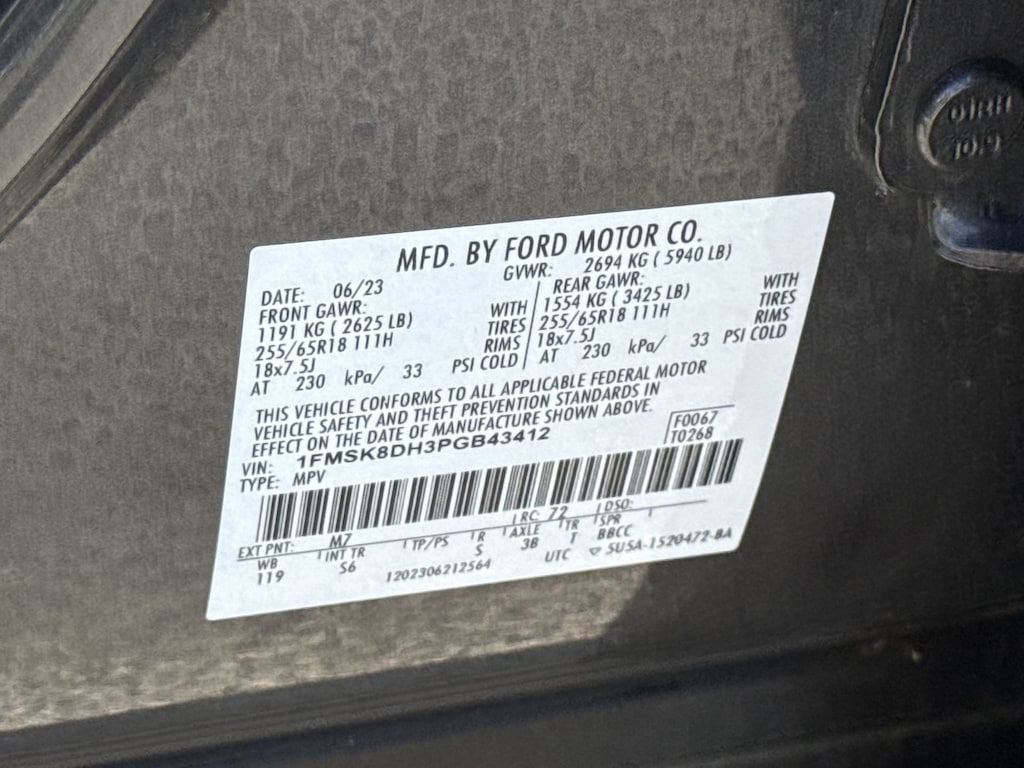 01RH
10.9
MFD. BY FORD MOTOR CO.
DATE: 06/23 GVWR: 2694 KG ( 5940 LB)
FRONT GAWR: REAR GAWR:
1191 KG ( 2625 LB) WITH 1554 KG ( 3425 LB) WITH
255/65R18 111H TIRES 255/65R18 111H TIRES
18x7.5J RIMS 18x7.5J RIMS
AT 230 kPa/ 33 PSI COLD AT 230 kPa/ 33 PSI COLD
THIS VEHICLE CONFORMS TO ALL APPLICABLE FEDERAL MOTOR
VEHICLE SAFETY AND THEFT PREVENTION STANDARDS IN
EFFECT ON THE DATE OF MANUFACTURE SHOWN ABOVE.
VIN: 1FMSK8DH3PGB43412 F0067
TYPE: MPV T0268
EXT PNT: M7 RC: 72 DSO:
WB INT TR TP/PS R AXLE TR SPR
119 S6 S 3B T BBCC
1202306212564 UTC ▽ 5U5A-1520472-BA